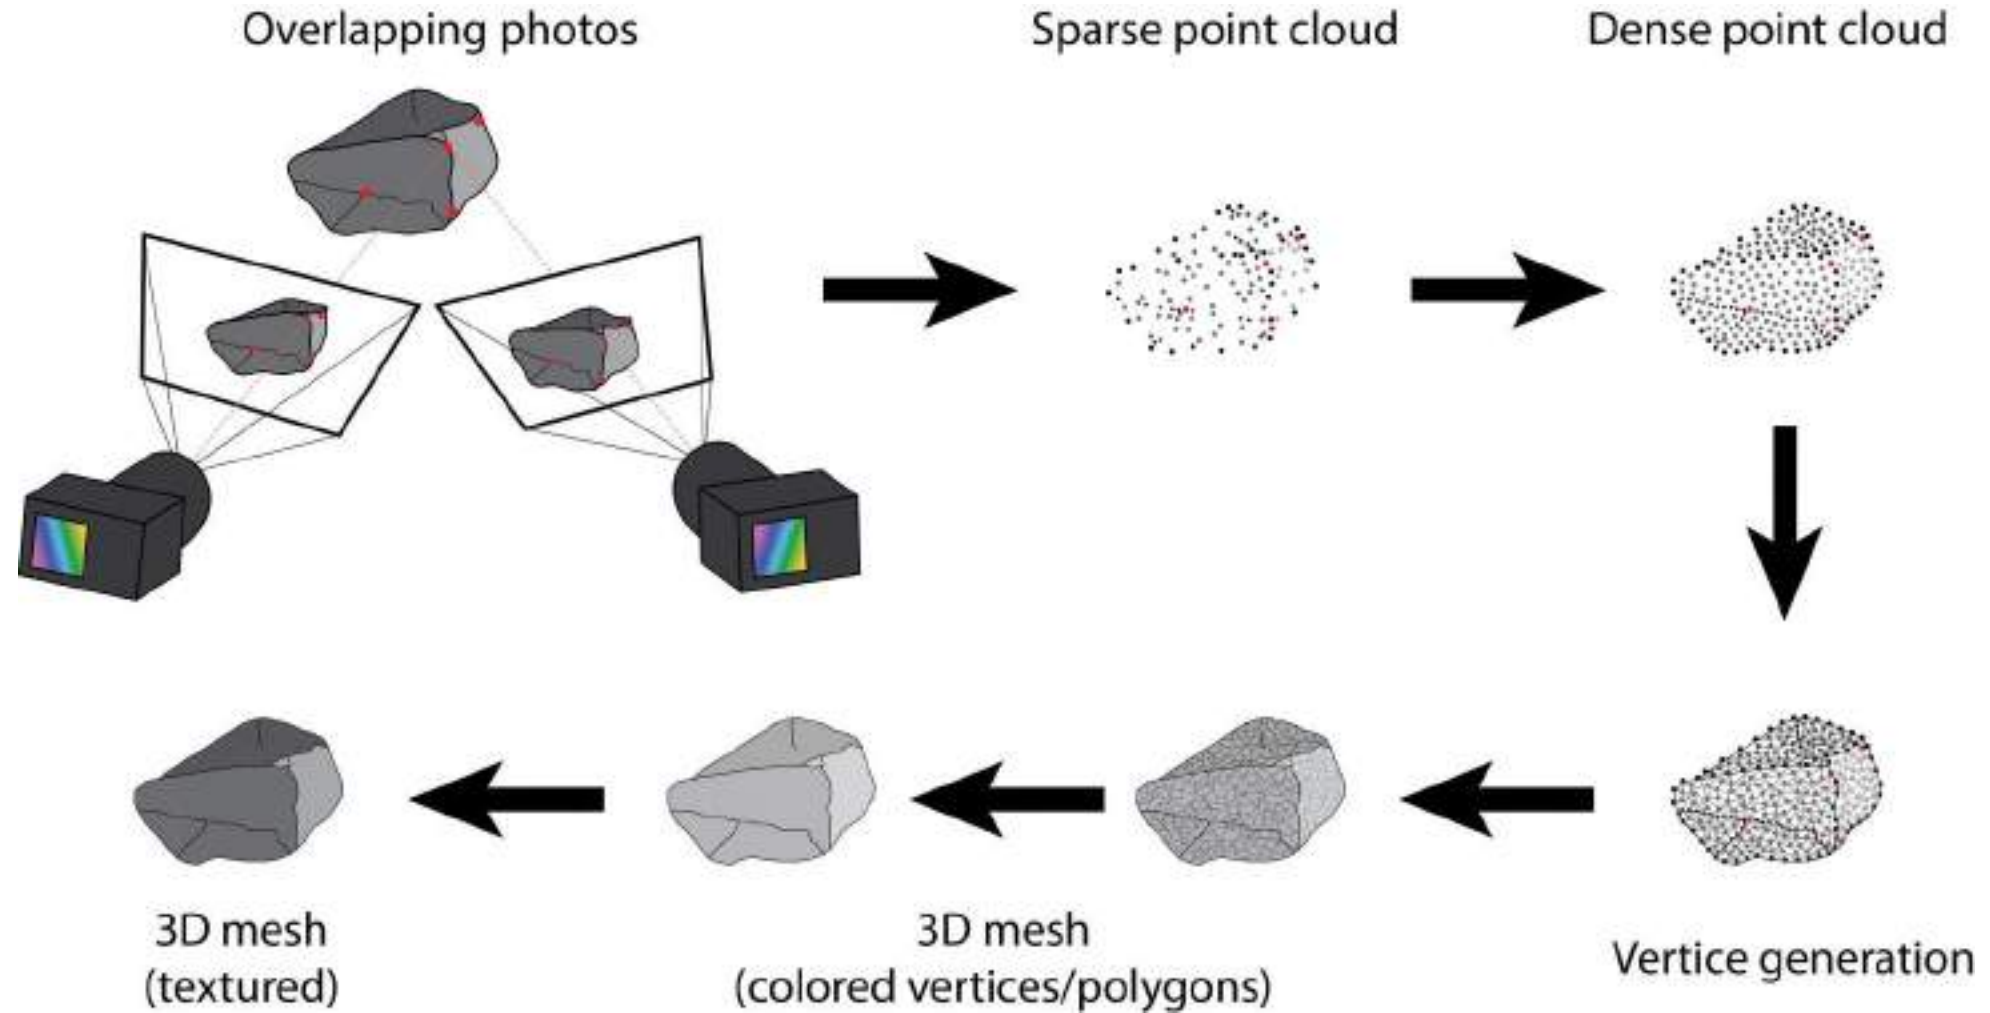 Overlapping photos
Sparse point cloud
Dense point cloud
Vertice generation
3D mesh
(colored vertices/polygons)
3D mesh
(textured)